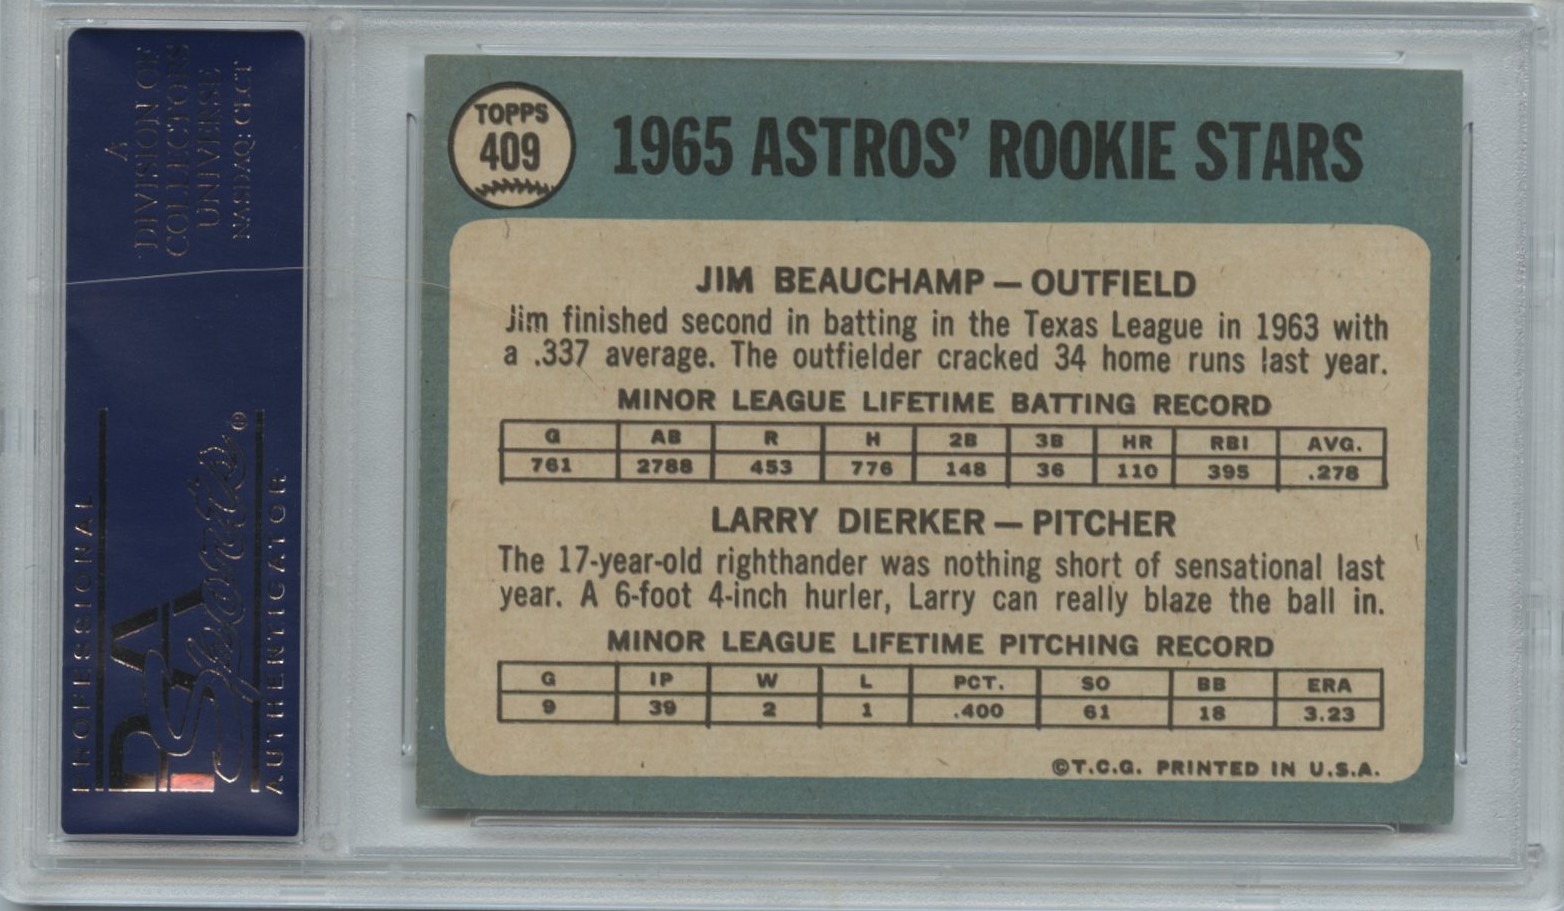 A
DIVISION OF
COLLECTORS
UNIVERSE
NASDAQ: CLCT
PROFESSIONAL
PSA
Sports®
AUTHENTICATOR
TOPPS
409
1965 ASTROS' ROOKIE STARS
JIM BEAUCHAMP — OUTFIELD
Jim finished second in batting in the Texas League in 1963 with
a .337 average. The outfielder cracked 34 home runs last year.
MINOR LEAGUE LIFETIME BATTING RECORD
G AB R H 2B 3B HR RBI AVG.
761 2788 453 776 148 36 110 395 .278
LARRY DIERKER — PITCHER
The 17-year-old righthander was nothing short of sensational last
year. A 6-foot 4-inch hurler, Larry can really blaze the ball in.
MINOR LEAGUE LIFETIME PITCHING RECORD
G IP W L PCT. SO BB ERA
9 39 2 1 .400 61 18 3.23
©T.C.G. PRINTED IN U.S.A.